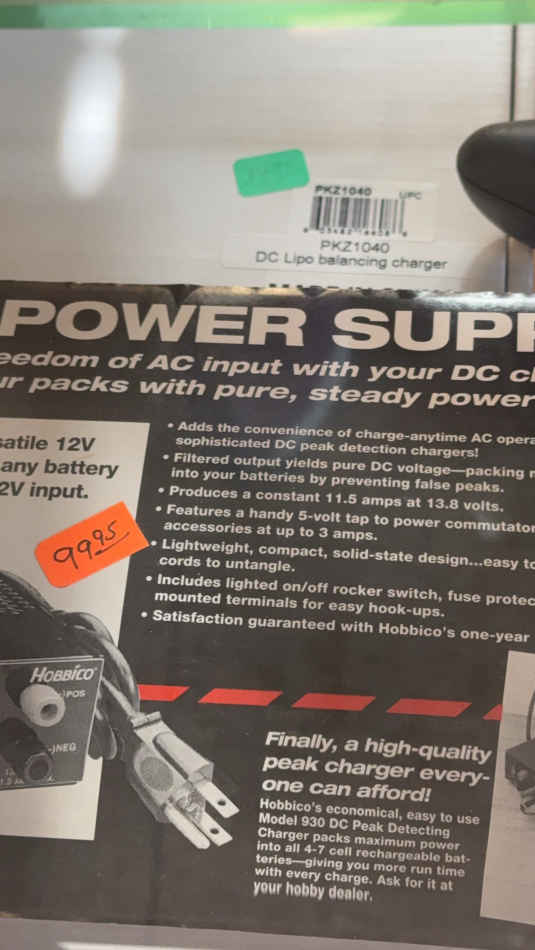 PKZ1040 UPC
PKZ1040
DC Lipo balancing charger
POWER SUPP
eedom of AC input with your DC c
ur packs with pure, steady power
satile 12V
any battery
2V input.
• Adds the convenience of charge-anytime AC opera
sophisticated DC peak detection chargers!
• Filtered output yields pure DC voltage—packing
into your batteries by preventing false peaks.
• Produces a constant 11.5 amps at 13.8 volts.
• Features a handy 5-volt tap to power commutator
accessories at up to 3 amps.
• Lightweight, compact, solid-state design...easy to
cords to untangle.
• Includes lighted on/off rocker switch, fuse protec
mounted terminals for easy hook-ups.
• Satisfaction guaranteed with Hobbico's one-year
9995
HOBBICO
)POS
(-)NEG
Finally, a high-quality
peak charger every-
one can afford!
Hobbico's economical, easy to use
Model 930 DC Peak Detecting
Charger packs maximum power
into all 4-7 cell rechargeable bat-
teries—giving you more run time
with every charge. Ask for it at
your hobby dealer.